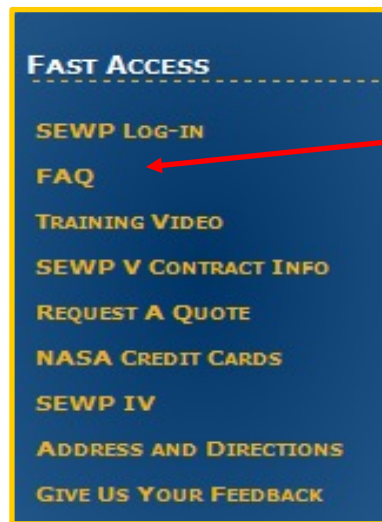 FAST ACCESS
SEWP LOG-IN
FAQ
TRAINING VIDEO
SEWP V CONTRACT INFO
REQUEST A QUOTE
NASA CREDIT CARDS
SEWP IV
ADDRESS AND DIRECTIONS
GIVE US YOUR FEEDBACK